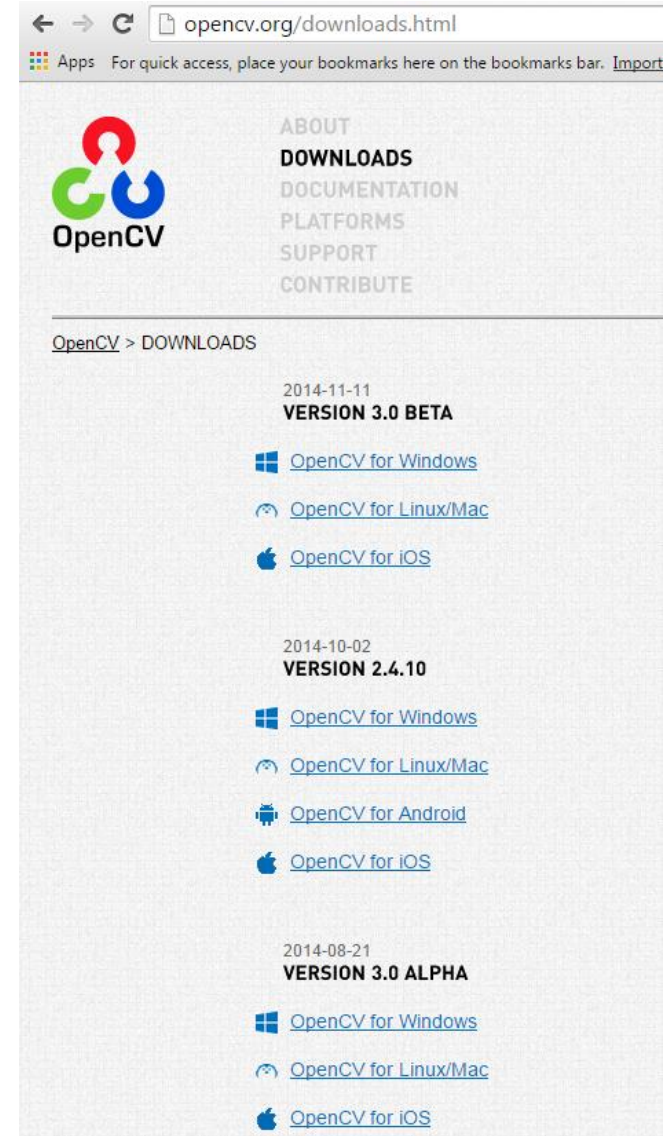 opencv.org/downloads.html
Apps For quick access, place your bookmarks here on the bookmarks bar. Import
OpenCV
ABOUT
DOWNLOADS
DOCUMENTATION
PLATFORMS
SUPPORT
CONTRIBUTE
OpenCV > DOWNLOADS
2014-11-11
VERSION 3.0 BETA
OpenCV for Windows
OpenCV for Linux/Mac
OpenCV for iOS
2014-10-02
VERSION 2.4.10
OpenCV for Windows
OpenCV for Linux/Mac
OpenCV for Android
OpenCV for iOS
2014-08-21
VERSION 3.0 ALPHA
OpenCV for Windows
OpenCV for Linux/Mac
OpenCV for iOS